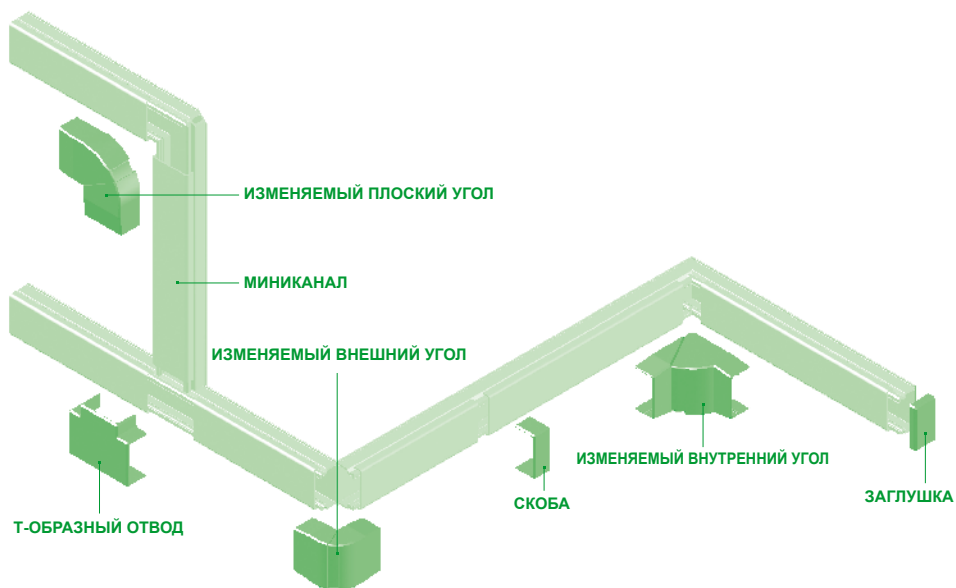 ИЗМЕНЯЕМЫЙ ПЛОСКИЙ УГОЛ
МИНИКАНАЛ
ИЗМЕНЯЕМЫЙ ВНЕШНИЙ УГОЛ
ИЗМЕНЯЕМЫЙ ВНУТРЕННИЙ УГОЛ
ЗАГЛУШКА
СКОБА
Т-ОБРАЗНЫЙ ОТВОД